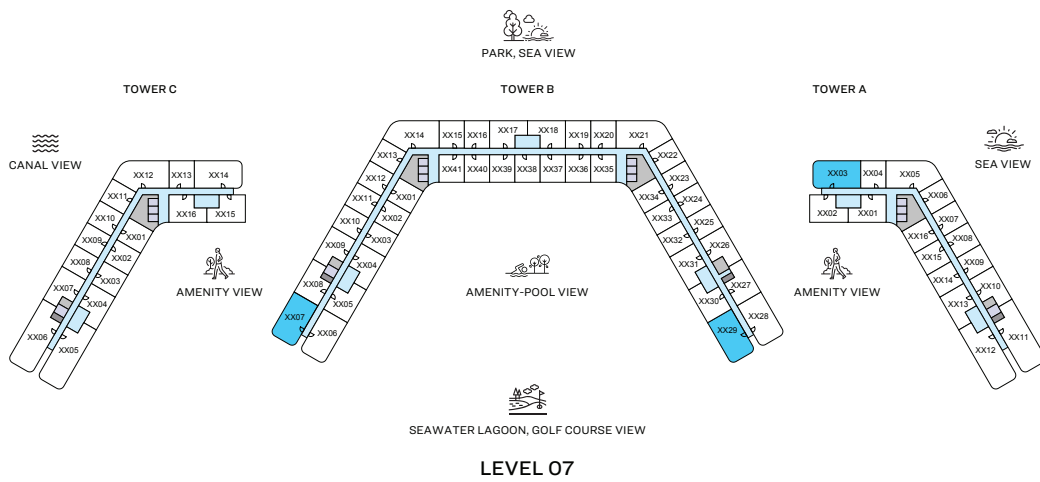 PARK, SEA VIEW
TOWER C
TOWER B
TOWER A
CANAL VIEW
SEA VIEW
XX12
XX13
XX14
XX11
XX10
XX09
XX08
XX07
XX06
XX16
XX15
XX01
XX02
XX03
XX04
XX05
AMENITY VIEW
XX14
XX15
XX16
XX17
XX18
XX19
XX20
XX21
XX13
XX12
XX11
XX10
XX09
XX08
XX07
XX41
XX40
XX39
XX38
XX37
XX36
XX35
XX01
XX02
XX03
XX04
XX05
XX06
XX22
XX23
XX24
XX25
XX26
XX27
XX28
XX34
XX33
XX32
XX31
XX30
XX29
AMENITY-POOL VIEW
XX03
XX04
XX05
XX02
XX01
XX06
XX07
XX08
XX09
XX10
XX11
XX16
XX15
XX14
XX13
XX12
AMENITY VIEW
SEAWATER LAGOON, GOLF COURSE VIEW
LEVEL 07